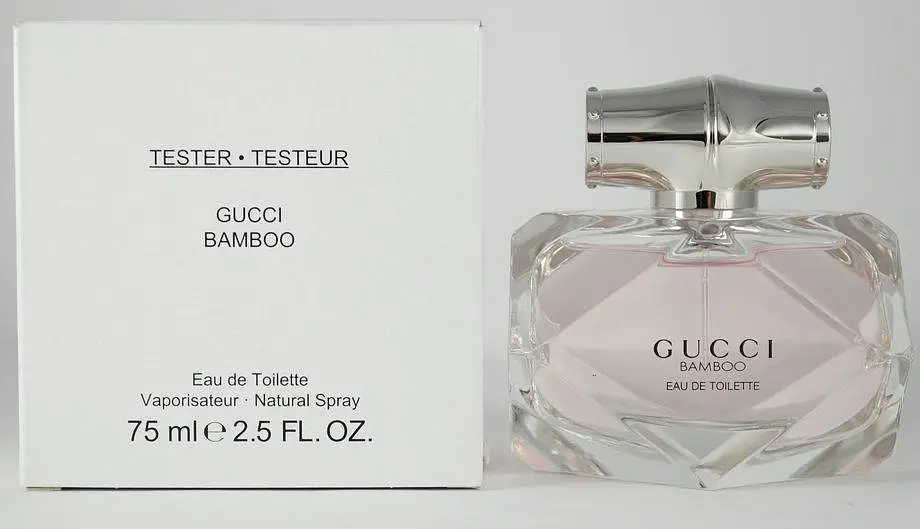 TESTER • TESTEUR
GUCCI
BAMBOO
Eau de Toilette
Vaporisateur · Natural Spray
75 ml ℮ 2.5 FL. OZ.
GUCCI
BAMBOO
EAU DE TOILETTE